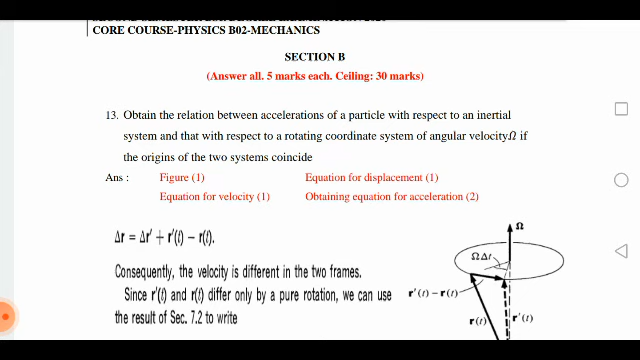 CORE COURSE-PHYSICS B02-MECHANICS
SECTION B
(Answer all. 5 marks each. Ceiling: 30 marks)
13. Obtain the relation between accelerations of a particle with respect to an inertial
system and that with respect to a rotating coordinate system of angular velocityΩ if
the origins of the two systems coincide
Ans : Figure (1) Equation for displacement (1)
Equation for velocity (1) Obtaining equation for acceleration (2)
Δr = Δr′ + r′(t) − r(t).
Consequently, the velocity is different in the two frames.
Since r′(t) and r(t) differ only by a pure rotation, we can use
the result of Sec. 7.2 to write
Ω
ΩΔt
r′(t) − r(t)
r(t)
r′(t)